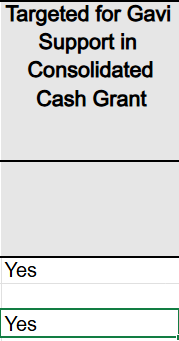 Targeted for Gavi
Support in
Consolidated
Cash Grant
Yes
Yes